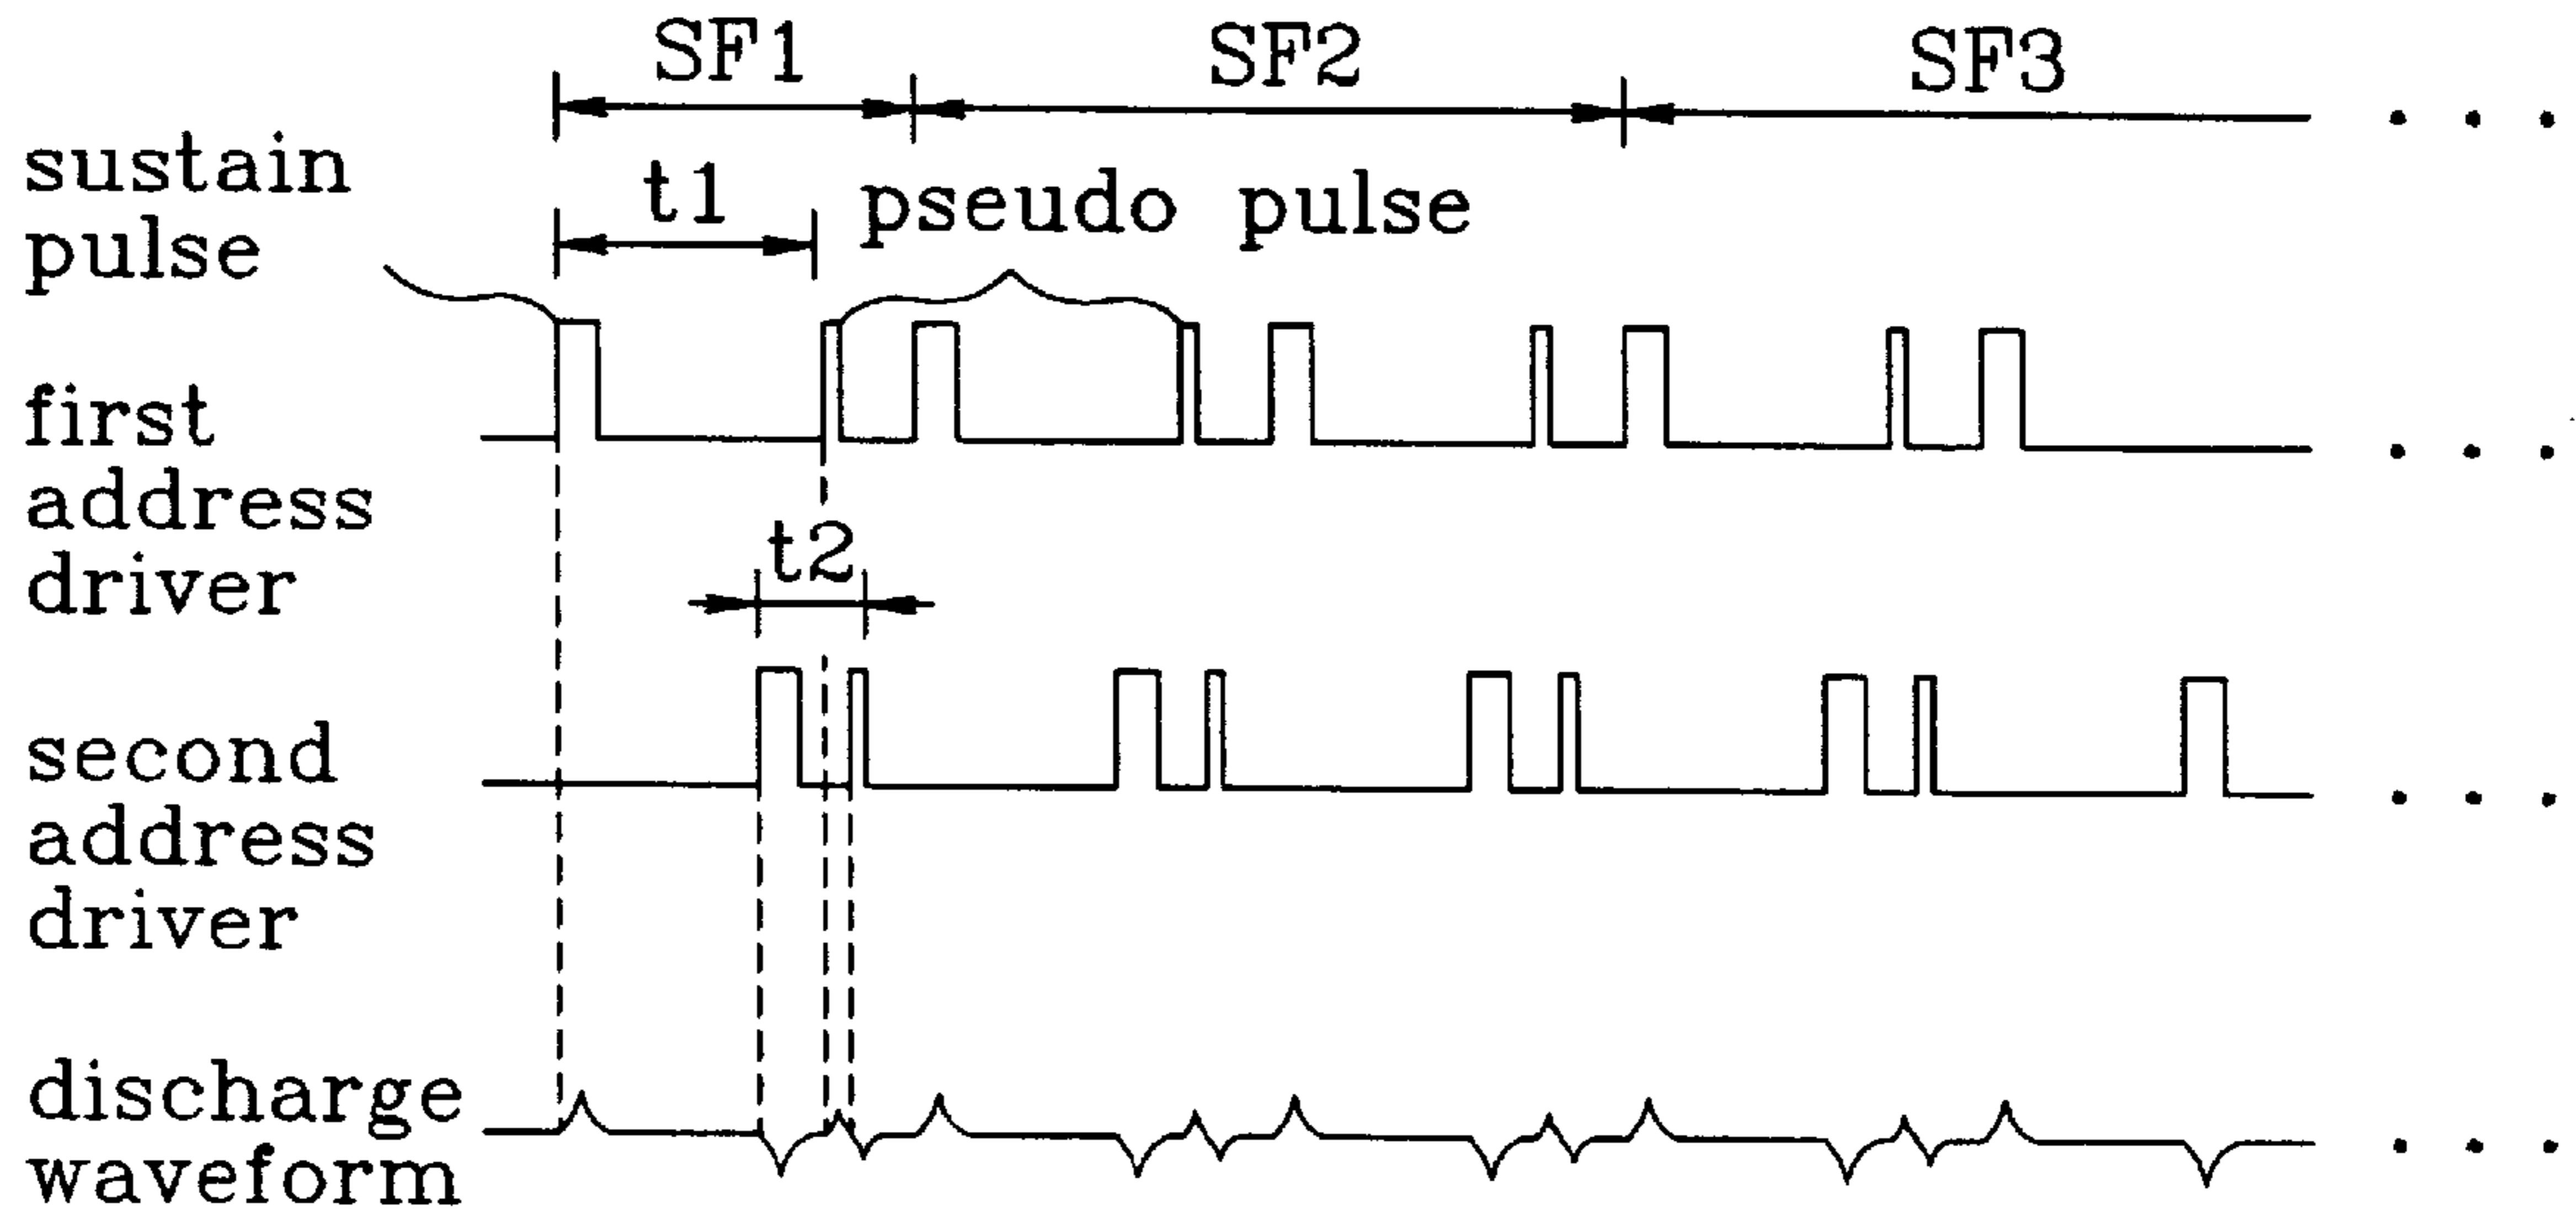 SF1
SF2
SF3
sustain
pulse
t1
pseudo pulse
first
address
driver
t2
second
address
driver
discharge
waveform